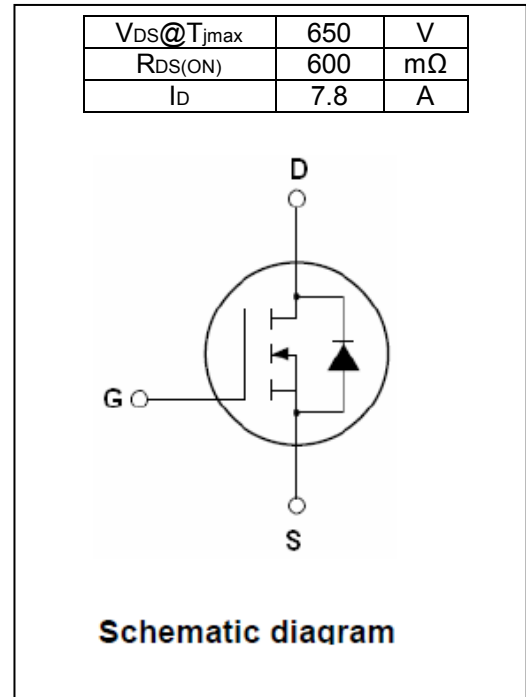 VDS@Tjmax 650 V
RDS(ON) 600 mΩ
ID 7.8 A
D
G
S
Schematic diagram